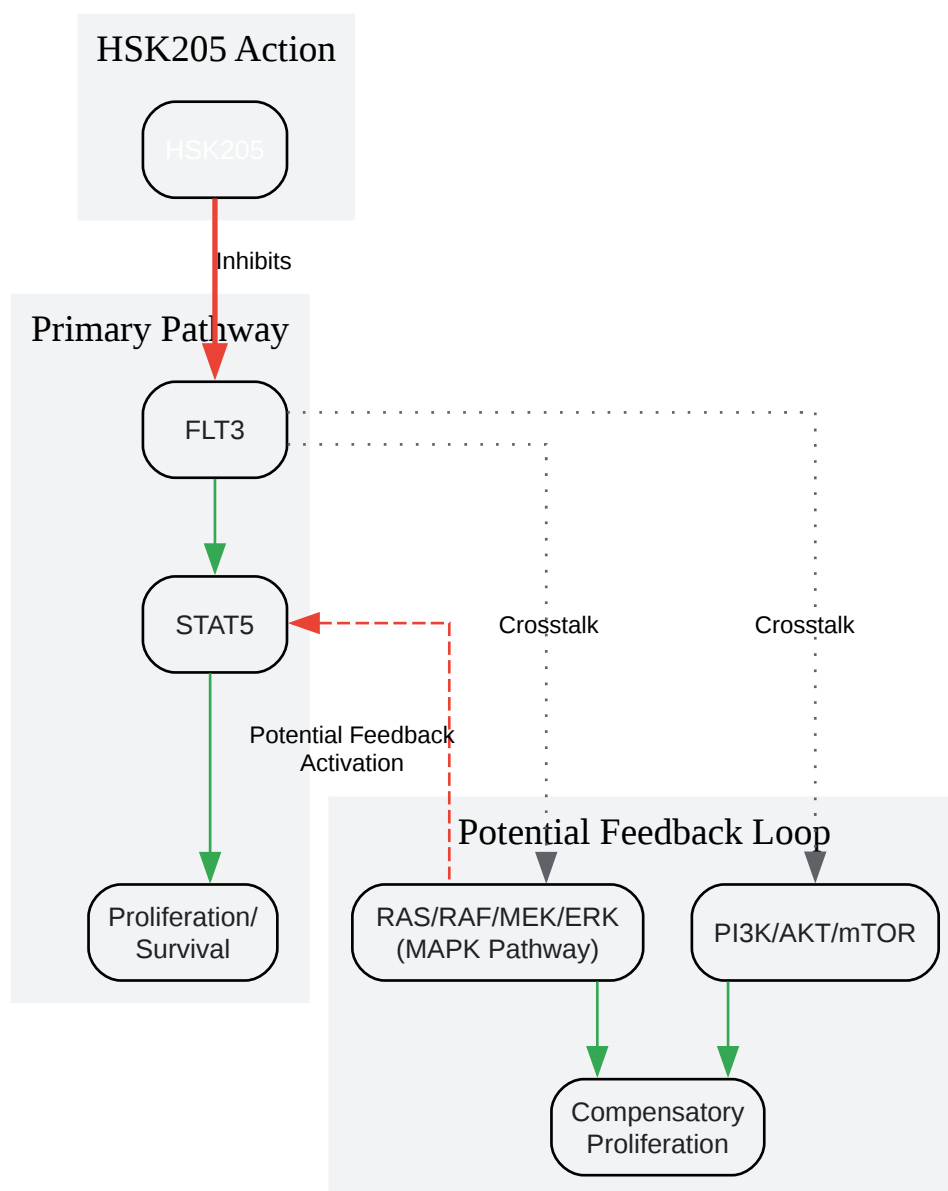 HSK205 Action
HSK205
Inhibits
Primary Pathway
FLT3
STAT5
Crosstalk
Crosstalk
Potential Feedback
Activation
Potential Feedback Loop
Proliferation/
Survival
RAS/RAF/MEK/ERK
(MAPK Pathway)
PI3K/AKT/mTOR
Compensatory
Proliferation